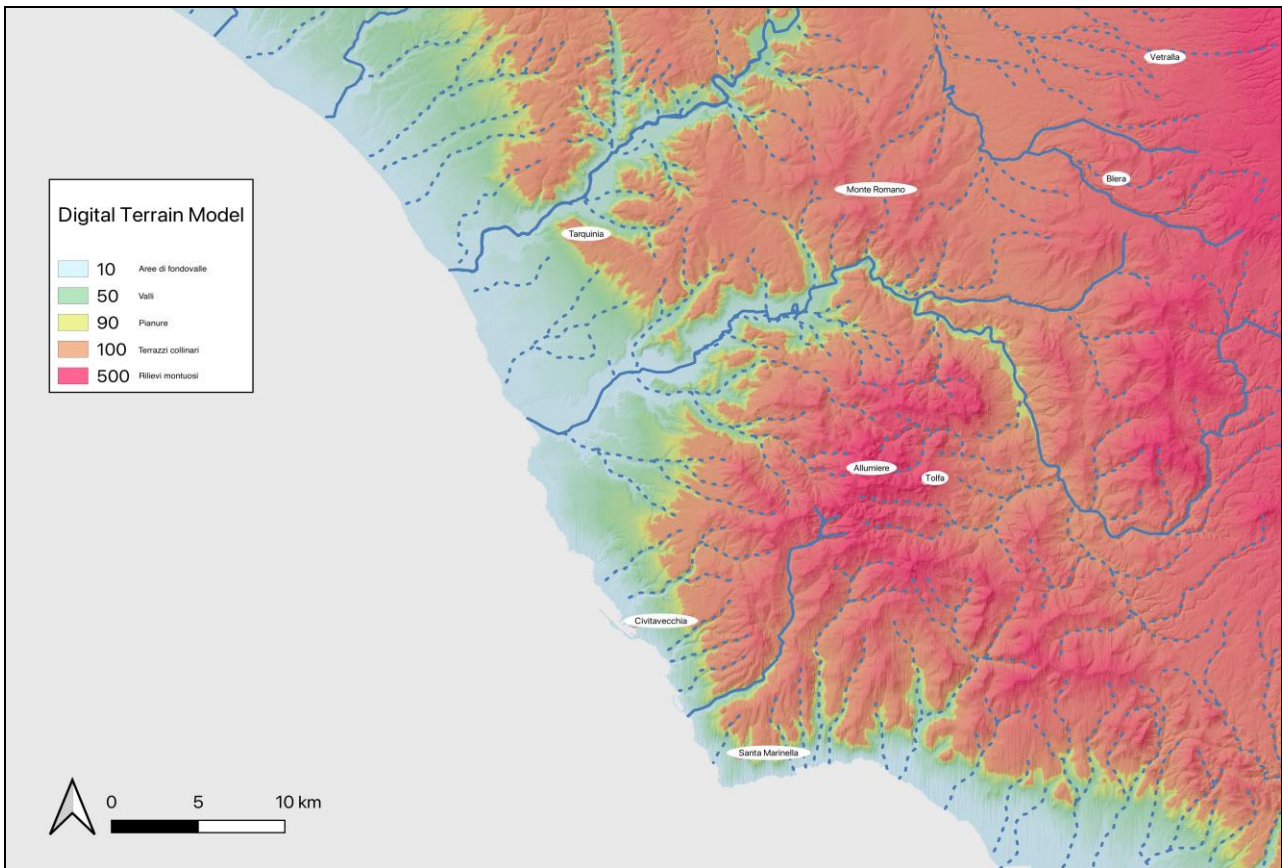 Vetralla
Blera
Monte Romano
Tarquinia
Digital Terrain Model
10 Aree di fondovalle
50 Valli
90 Pianure
100 Terrazzi collinari
500 Rilievi montuosi
Allumiere
Tolfa
Civitavecchia
Santa Marinella
0 5 10 km